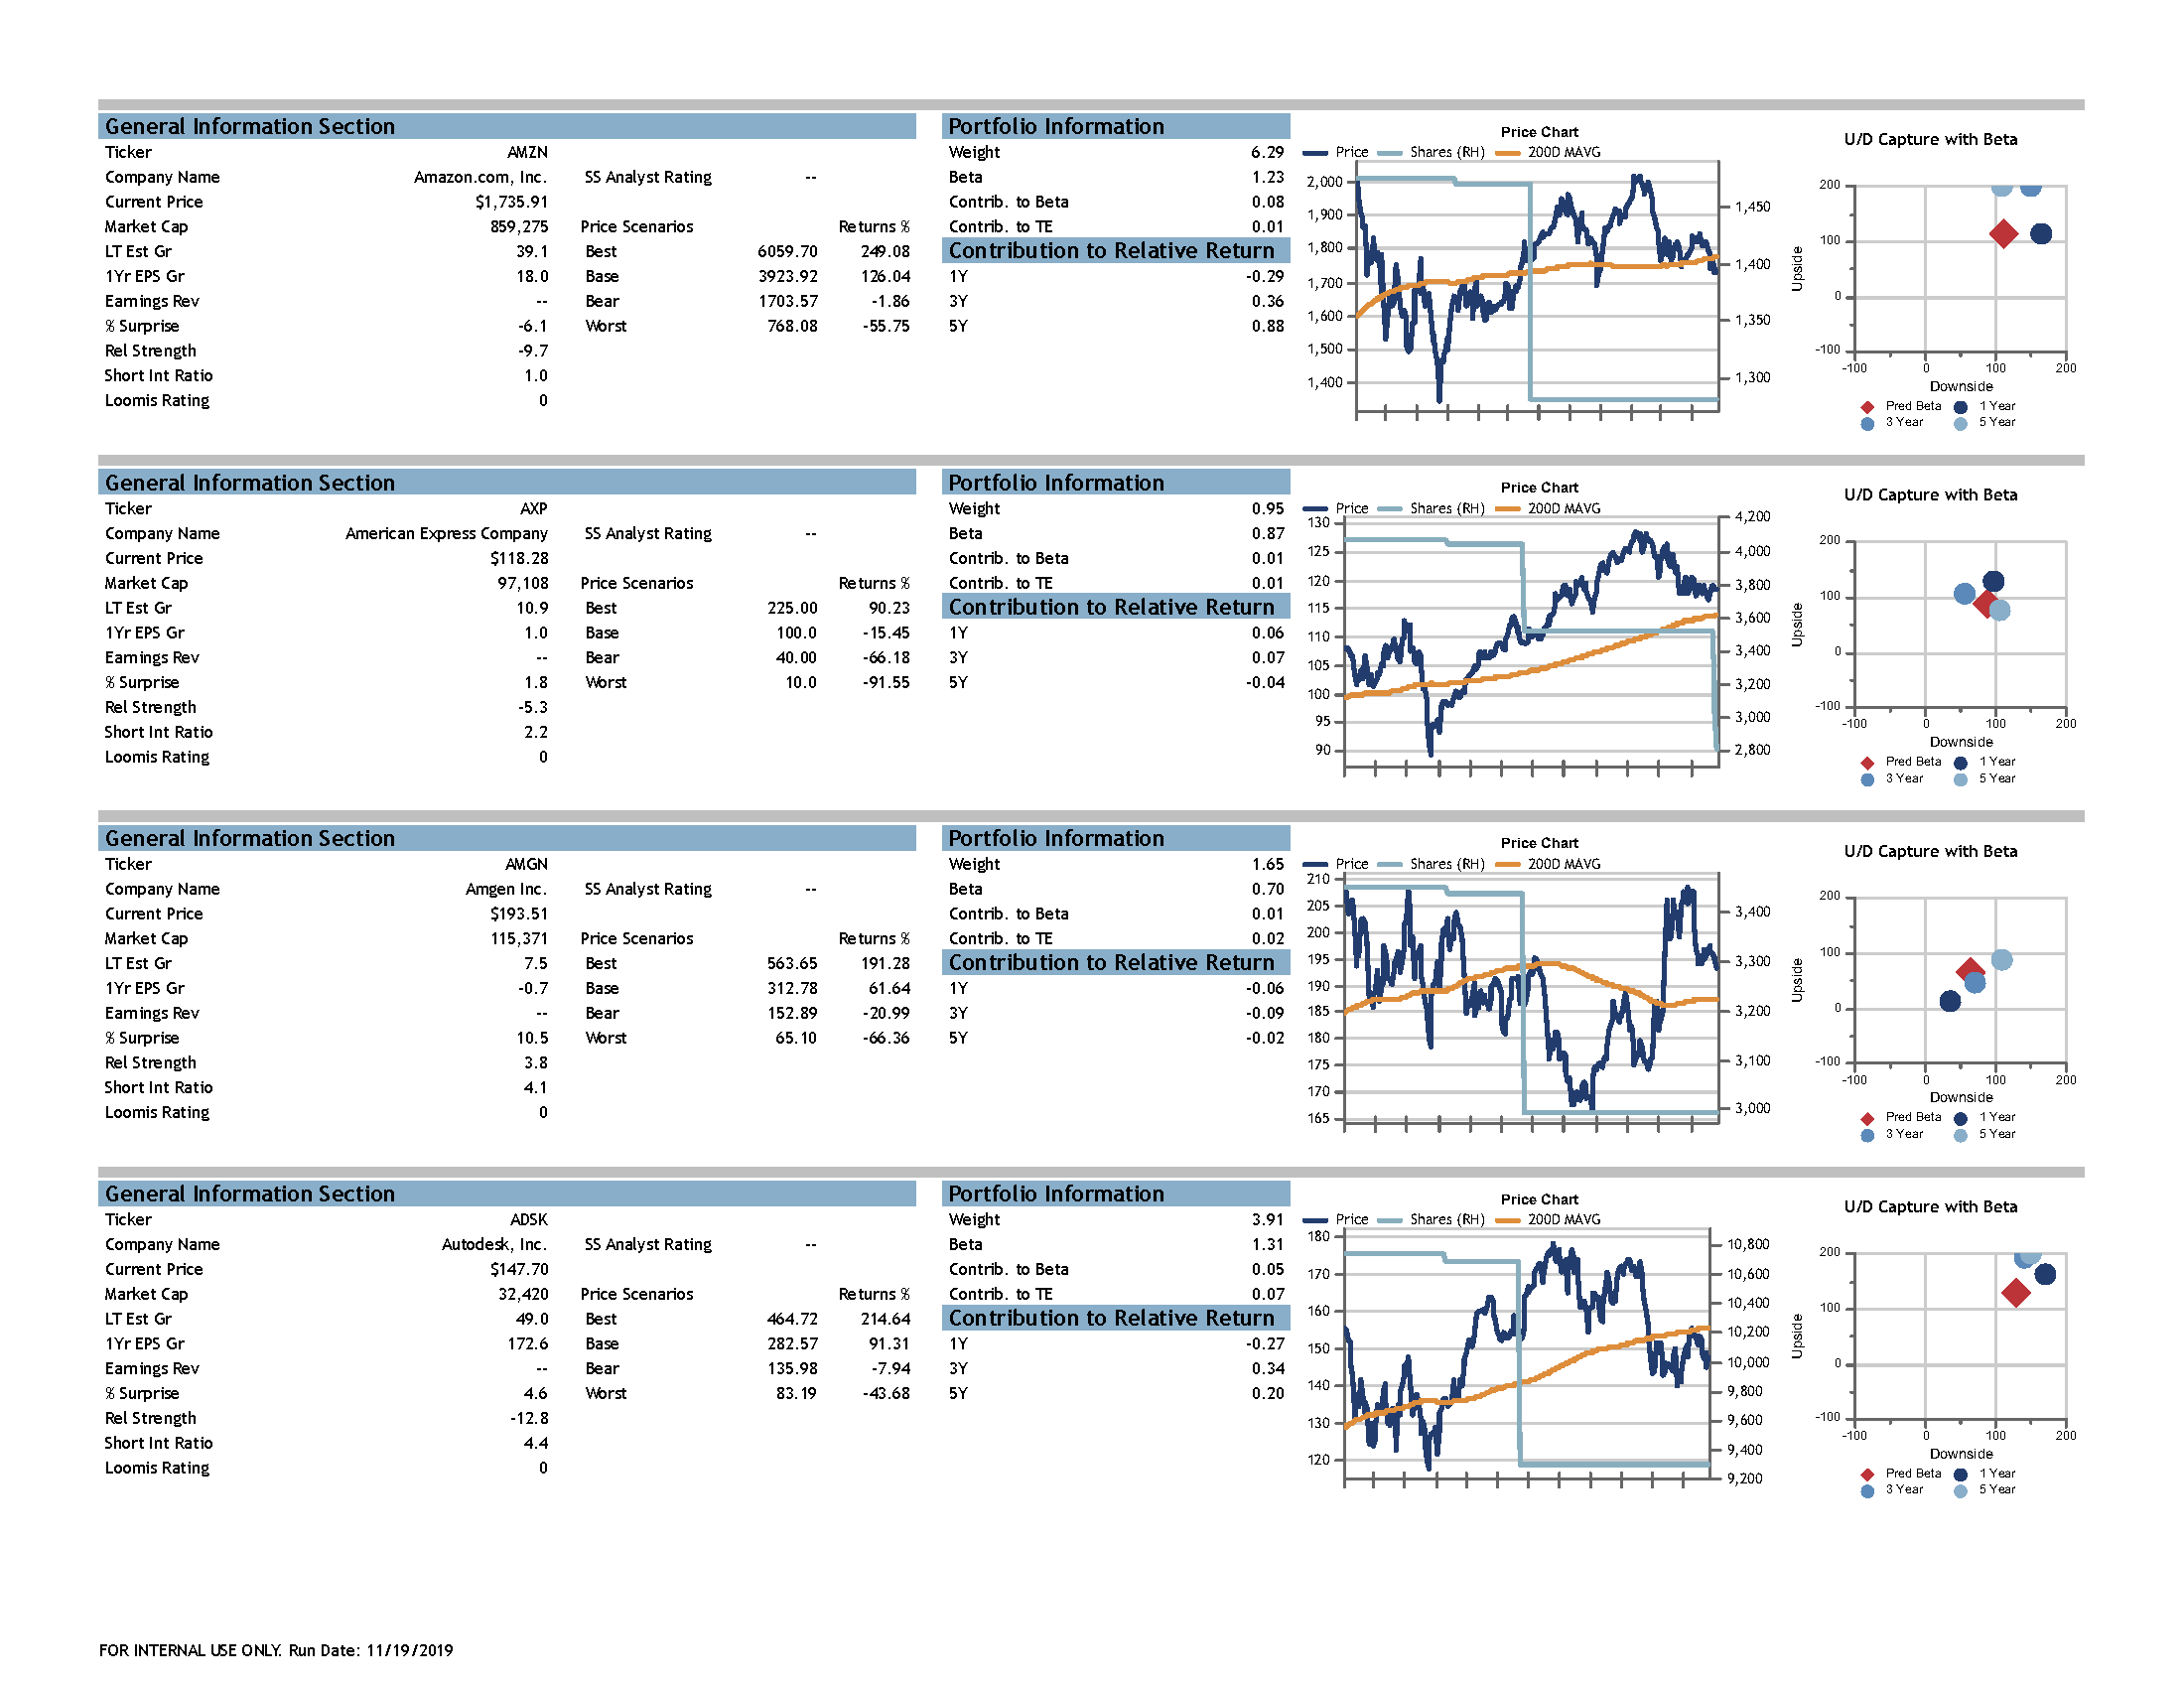 General Information Section
Ticker AMZN
Company Name Amazon.com, Inc. SS Analyst Rating --
Current Price $1,735.91
Market Cap 859,275 Price Scenarios Returns %
LT Est Gr 39.1 Best 6059.70 249.08
1Yr EPS Gr 18.0 Base 3923.92 126.04
Earnings Rev -- Bear 1703.57 -1.86
% Surprise -6.1 Worst 768.08 -55.75
Rel Strength -9.7
Short Int Ratio 1.0
Loomis Rating 0
Portfolio Information
Weight 6.29
Beta 1.23
Contrib. to Beta 0.08
Contrib. to TE 0.01
Contribution to Relative Return
1Y -0.29
3Y 0.36
5Y 0.88
Price Chart
Price Shares (RH) 200D MAVG
2,000
1,900
1,800
1,700
1,600
1,500
1,400
1,450
1,400
1,350
1,300
U/D Capture with Beta
Upside
200
100
0
-100
-100 0 100 200
Downside
Pred Beta 1 Year
3 Year 5 Year
General Information Section
Ticker AXP
Company Name American Express Company SS Analyst Rating --
Current Price $118.28
Market Cap 97,108 Price Scenarios Returns %
LT Est Gr 10.9 Best 225.00 90.23
1Yr EPS Gr 1.0 Base 100.0 -15.45
Earnings Rev -- Bear 40.00 -66.18
% Surprise 1.8 Worst 10.0 -91.55
Rel Strength -5.3
Short Int Ratio 2.2
Loomis Rating 0
Portfolio Information
Weight 0.95
Beta 0.87
Contrib. to Beta 0.01
Contrib. to TE 0.01
Contribution to Relative Return
1Y 0.06
3Y 0.07
5Y -0.04
Price Chart
Price Shares (RH) 200D MAVG
130
125
120
115
110
105
100
95
90
4,200
4,000
3,800
3,600
3,400
3,200
3,000
2,800
U/D Capture with Beta
Upside
200
100
0
-100
-100 0 100 200
Downside
Pred Beta 1 Year
3 Year 5 Year
General Information Section
Ticker AMGN
Company Name Amgen Inc. SS Analyst Rating --
Current Price $193.51
Market Cap 115,371 Price Scenarios Returns %
LT Est Gr 7.5 Best 563.65 191.28
1Yr EPS Gr -0.7 Base 312.78 61.64
Earnings Rev -- Bear 152.89 -20.99
% Surprise 10.5 Worst 65.10 -66.36
Rel Strength 3.8
Short Int Ratio 4.1
Loomis Rating 0
Portfolio Information
Weight 1.65
Beta 0.70
Contrib. to Beta 0.01
Contrib. to TE 0.02
Contribution to Relative Return
1Y -0.06
3Y -0.09
5Y -0.02
Price Chart
Price Shares (RH) 200D MAVG
210
205
200
195
190
185
180
175
170
165
3,400
3,300
3,200
3,100
3,000
U/D Capture with Beta
Upside
200
100
0
-100
-100 0 100 200
Downside
Pred Beta 1 Year
3 Year 5 Year
General Information Section
Ticker ADSK
Company Name Autodesk, Inc. SS Analyst Rating --
Current Price $147.70
Market Cap 32,420 Price Scenarios Returns %
LT Est Gr 49.0 Best 464.72 214.64
1Yr EPS Gr 172.6 Base 282.57 91.31
Earnings Rev -- Bear 135.98 -7.94
% Surprise 4.6 Worst 83.19 -43.68
Rel Strength -12.8
Short Int Ratio 4.4
Loomis Rating 0
Portfolio Information
Weight 3.91
Beta 1.31
Contrib. to Beta 0.05
Contrib. to TE 0.07
Contribution to Relative Return
1Y -0.27
3Y 0.34
5Y 0.20
Price Chart
Price Shares (RH) 200D MAVG
180
170
160
150
140
130
120
10,800
10,600
10,400
10,200
10,000
9,800
9,600
9,400
9,200
U/D Capture with Beta
Upside
200
100
0
-100
-100 0 100 200
Downside
Pred Beta 1 Year
3 Year 5 Year
FOR INTERNAL USE ONLY. Run Date: 11/19/2019